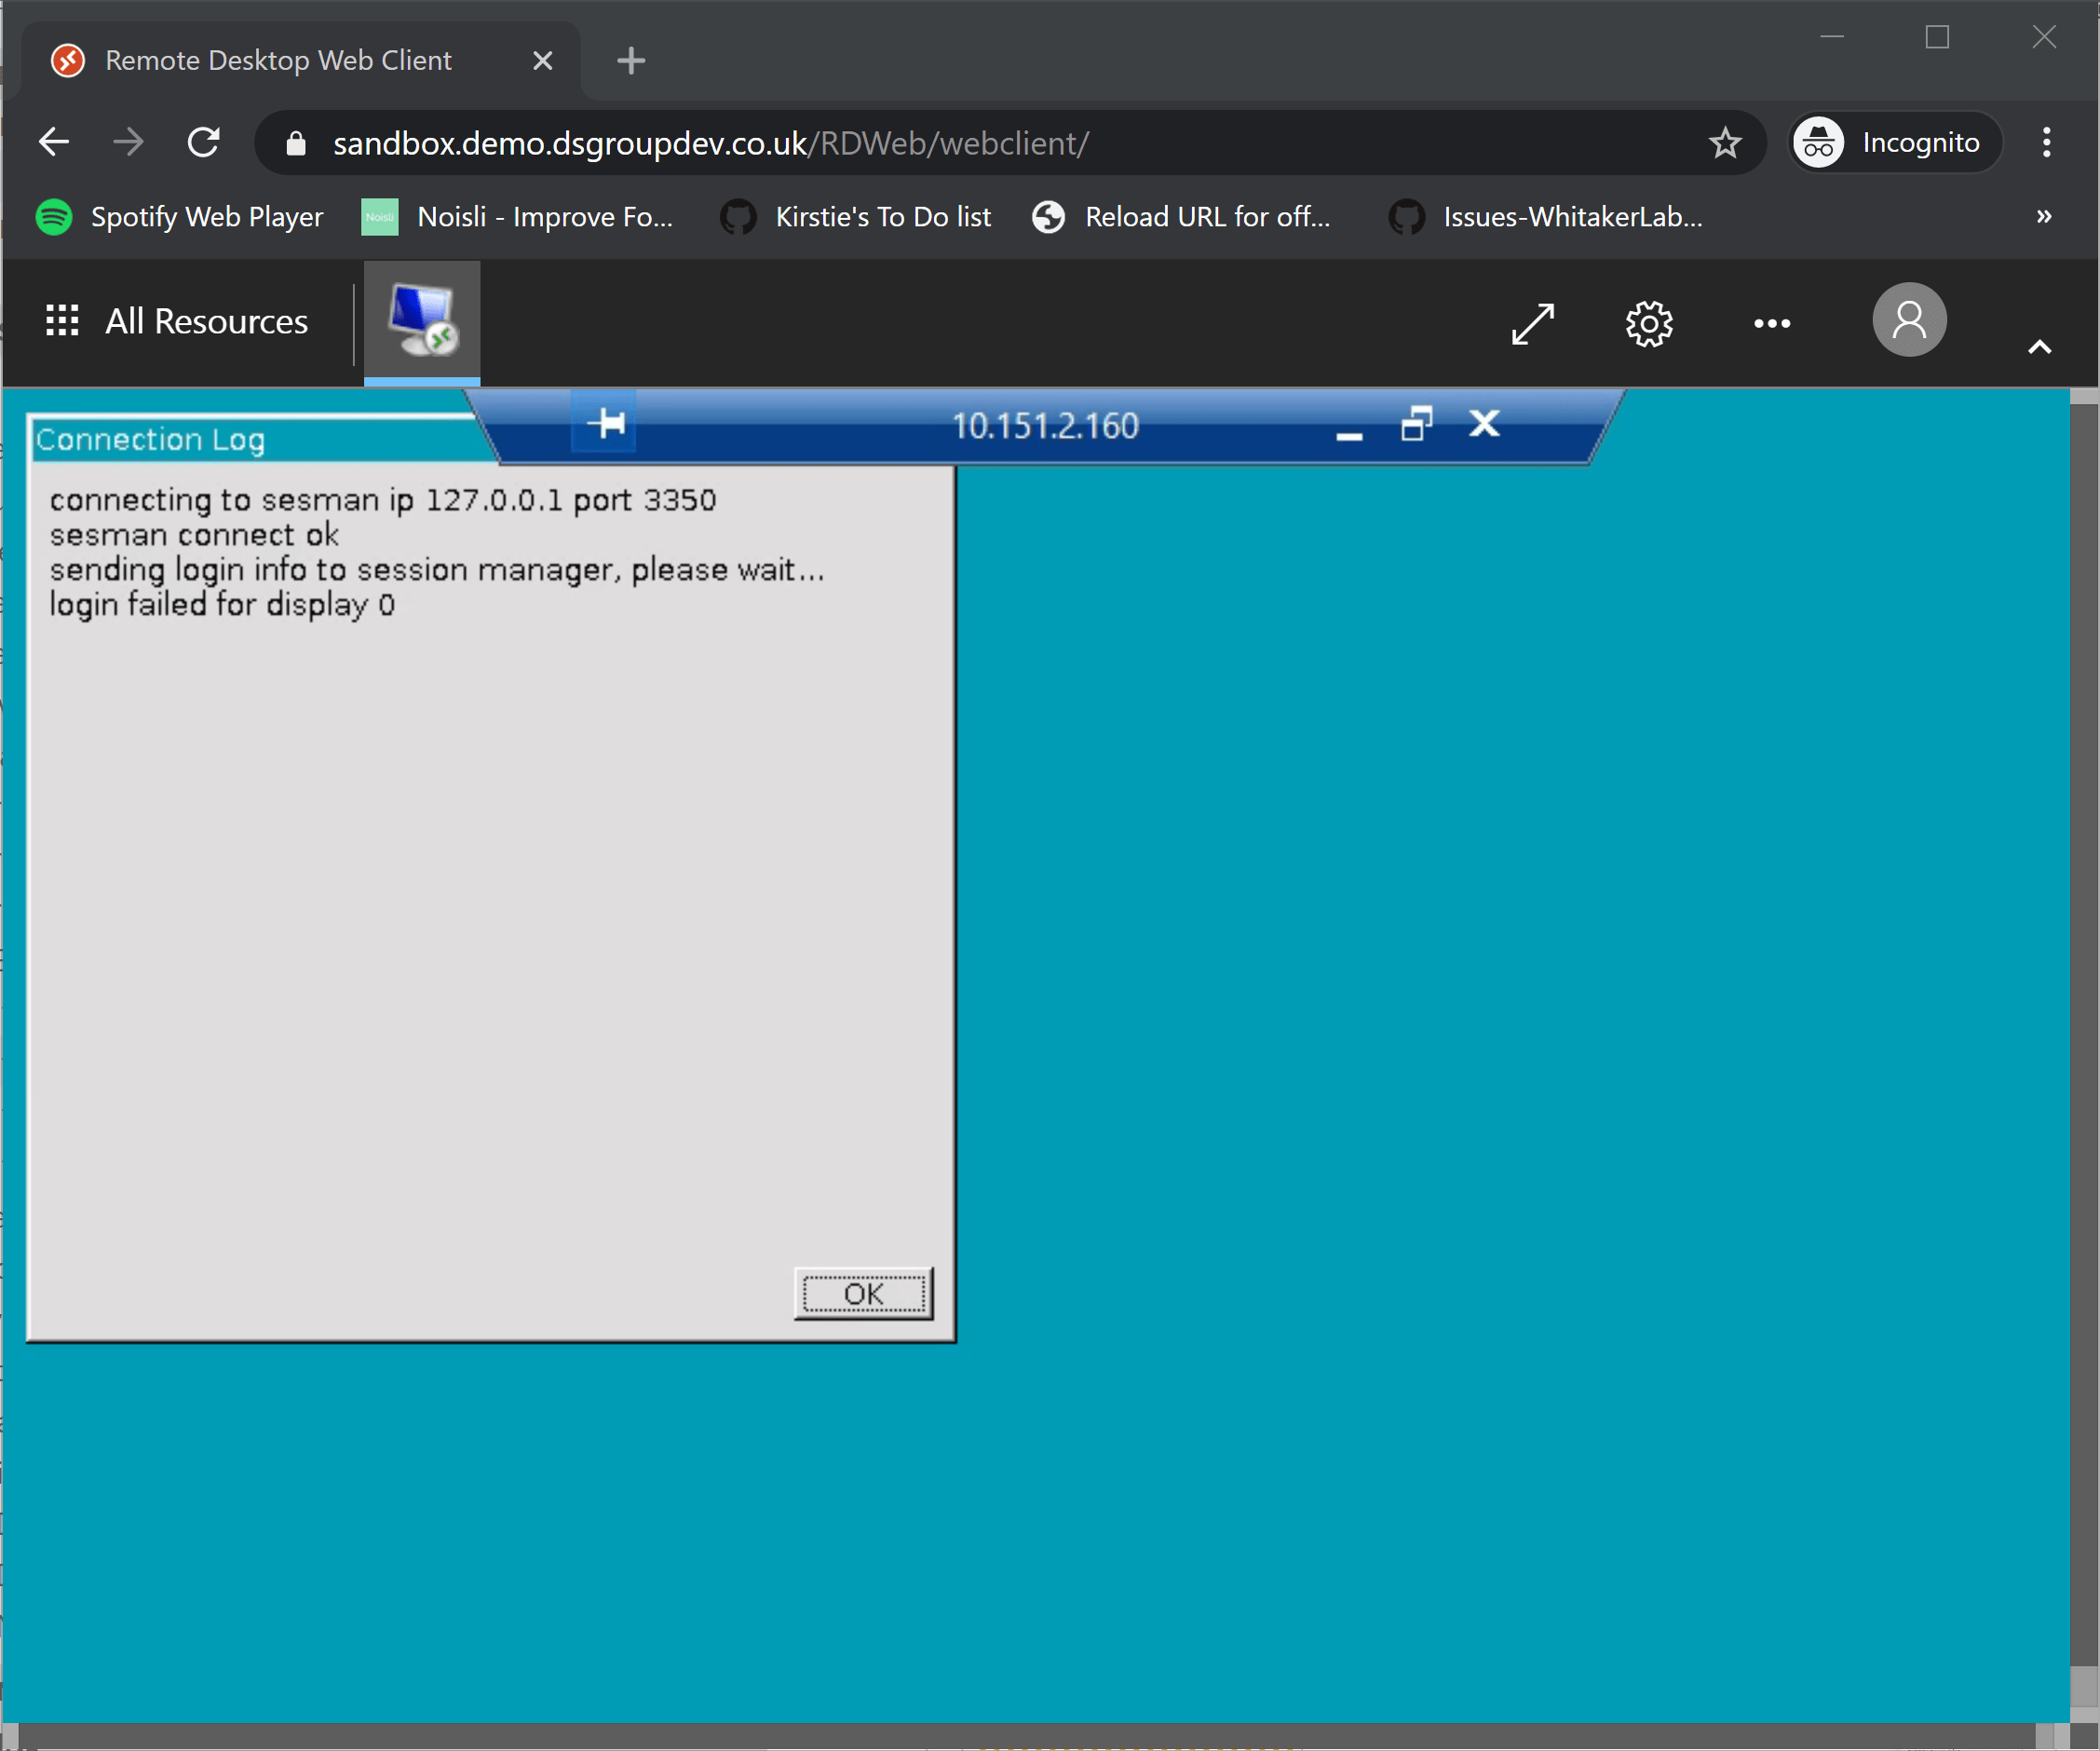 Remote Desktop Web Client
sandbox.demo.dsgroupdev.co.uk/RDWeb/webclient/
Incognito
Spotify Web Player
Noisli
Noisli - Improve Fo...
Kirstie's To Do list
Reload URL for off...
Issues-WhitakerLab...
»
All Resources
10.151.2.160
Connection Log
connecting to sesman ip 127.0.0.1 port 3350
sesman connect ok
sending login info to session manager, please wait...
login failed for display 0
OK